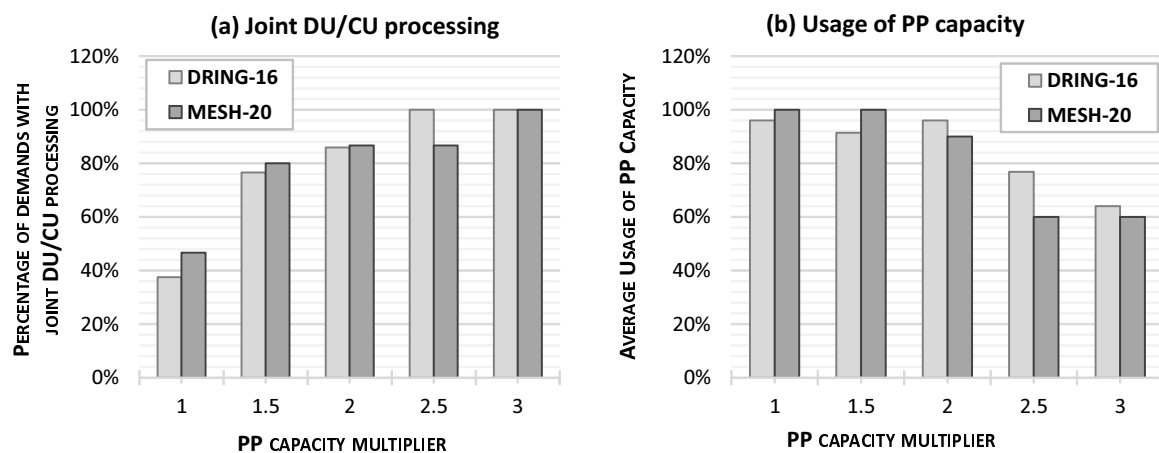 (a) Joint DU/CU processing
PERCENTAGE OF DEMANDS WITH
JOINT DU/CU PROCESSING
120%
100%
80%
60%
40%
20%
0%
DRING-16
MESH-20
1 1.5 2 2.5 3
PP CAPACITY MULTIPLIER
(b) Usage of PP capacity
AVERAGE USAGE OF PP CAPACITY
120%
100%
80%
60%
40%
20%
0%
DRING-16
MESH-20
1 1.5 2 2.5 3
PP CAPACITY MULTIPLIER